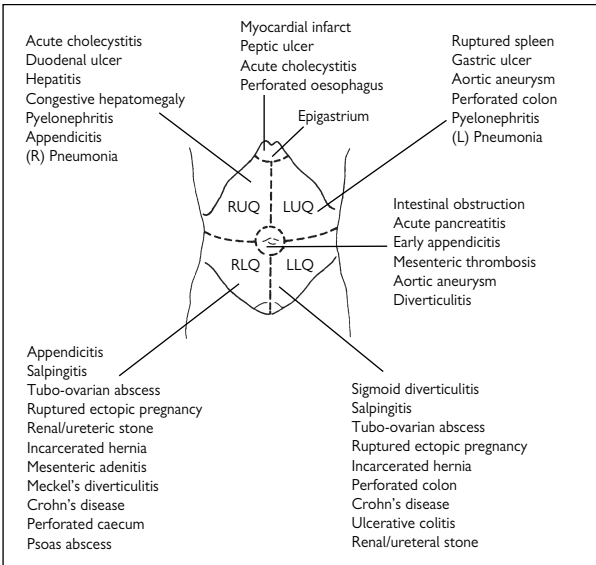 Acute cholecystitis
Duodenal ulcer
Hepatitis
Congestive hepatomegaly
Pyelonephritis
Appendicitis
(R) Pneumonia
Myocardial infarct
Peptic ulcer
Acute cholecystitis
Perforated oesophagus
Epigastrium
Ruptured spleen
Gastric ulcer
Aortic aneurysm
Perforated colon
Pyelonephritis
(L) Pneumonia
RUQ
LUQ
Intestinal obstruction
Acute pancreatitis
Early appendicitis
Mesenteric thrombosis
Aortic aneurysm
Diverticulitis
RLQ
LLQ
Appendicitis
Salpingitis
Tubo-ovarian abscess
Ruptured ectopic pregnancy
Renal/ureteric stone
Incarcerated hernia
Mesenteric adenitis
Meckel's diverticulitis
Crohn's disease
Perforated caecum
Psoas abscess
Sigmoid diverticulitis
Salpingitis
Tubo-ovarian abscess
Ruptured ectopic pregnancy
Incarcerated hernia
Perforated colon
Crohn's disease
Ulcerative colitis
Renal/ureteral stone